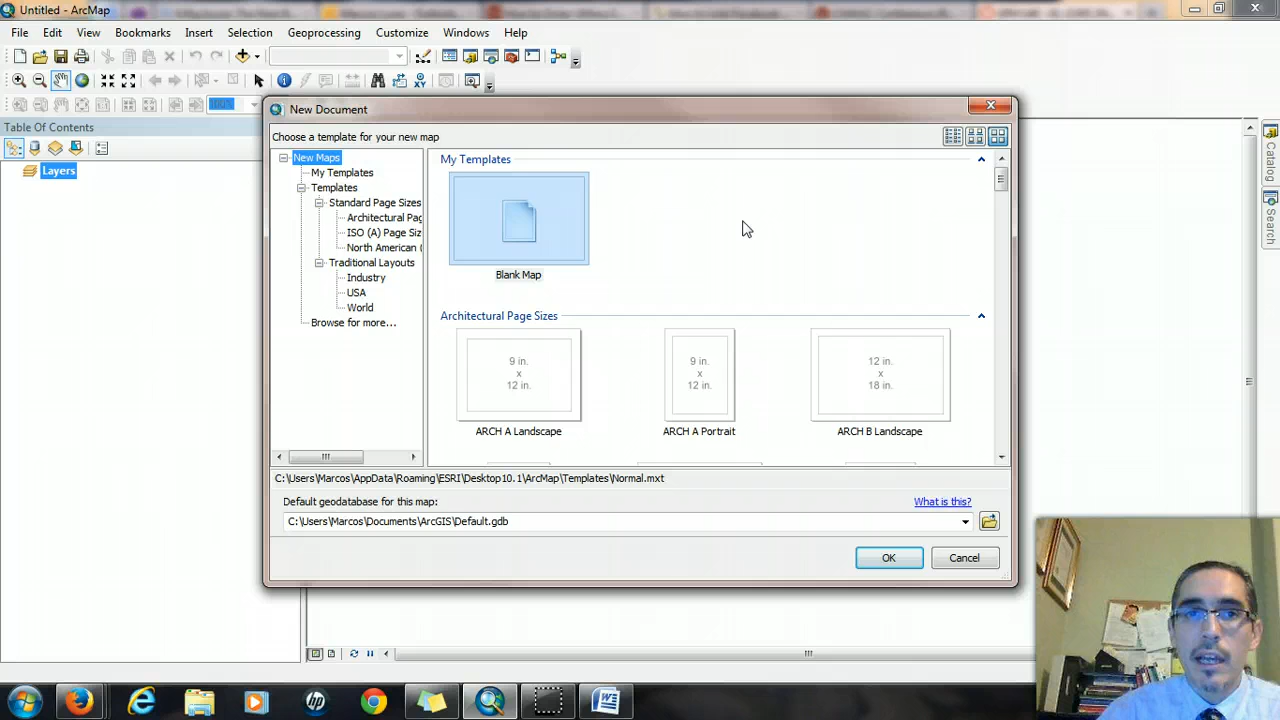 Untitled - ArcMap
File Edit View Bookmarks Insert Selection Geoprocessing Customize Windows Help
100%
Table Of Contents
Layers
New Document
Choose a template for your new map
New Maps
My Templates
Templates
Standard Page Sizes
Architectural Pag
ISO (A) Page Siz
North American (
Traditional Layouts
Industry
USA
World
Browse for more...
My Templates
Blank Map
Architectural Page Sizes
9 in.
x
12 in.
ARCH A Landscape
9 in.
x
12 in.
ARCH A Portrait
12 in.
x
18 in.
ARCH B Landscape
C:\Users\Marcos\AppData\Roaming\ESRI\Desktop10.1\ArcMap\Templates\Normal.mxt
Default geodatabase for this map:
What is this?
C:\Users\Marcos\Documents\ArcGIS\Default.gdb
OK
Cancel
Catalog
Search